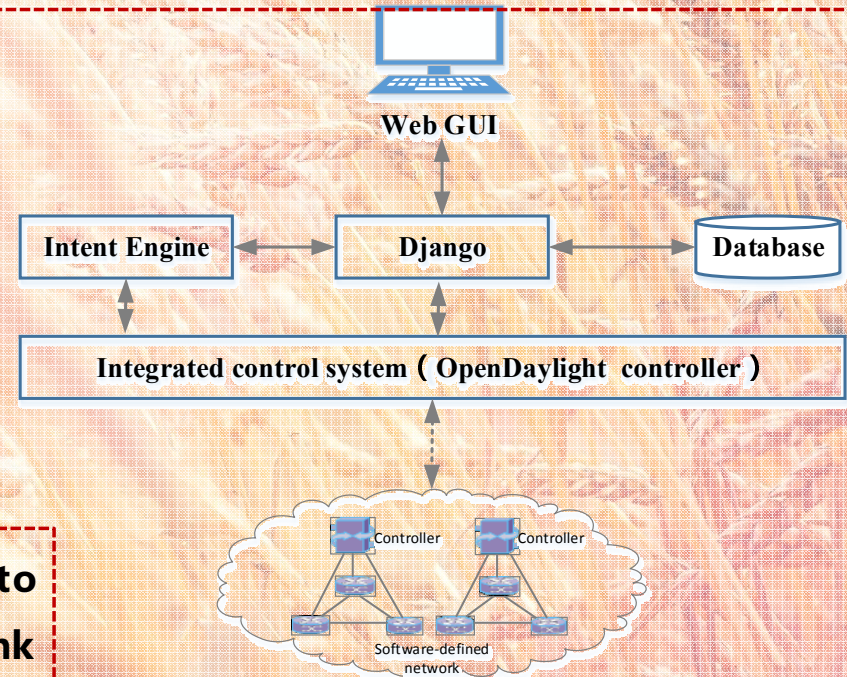 Web GUI
Intent Engine
Django
Database
Integrated control system（OpenDaylight controller）
Controller
Controller
Software-defined
network
to
nk